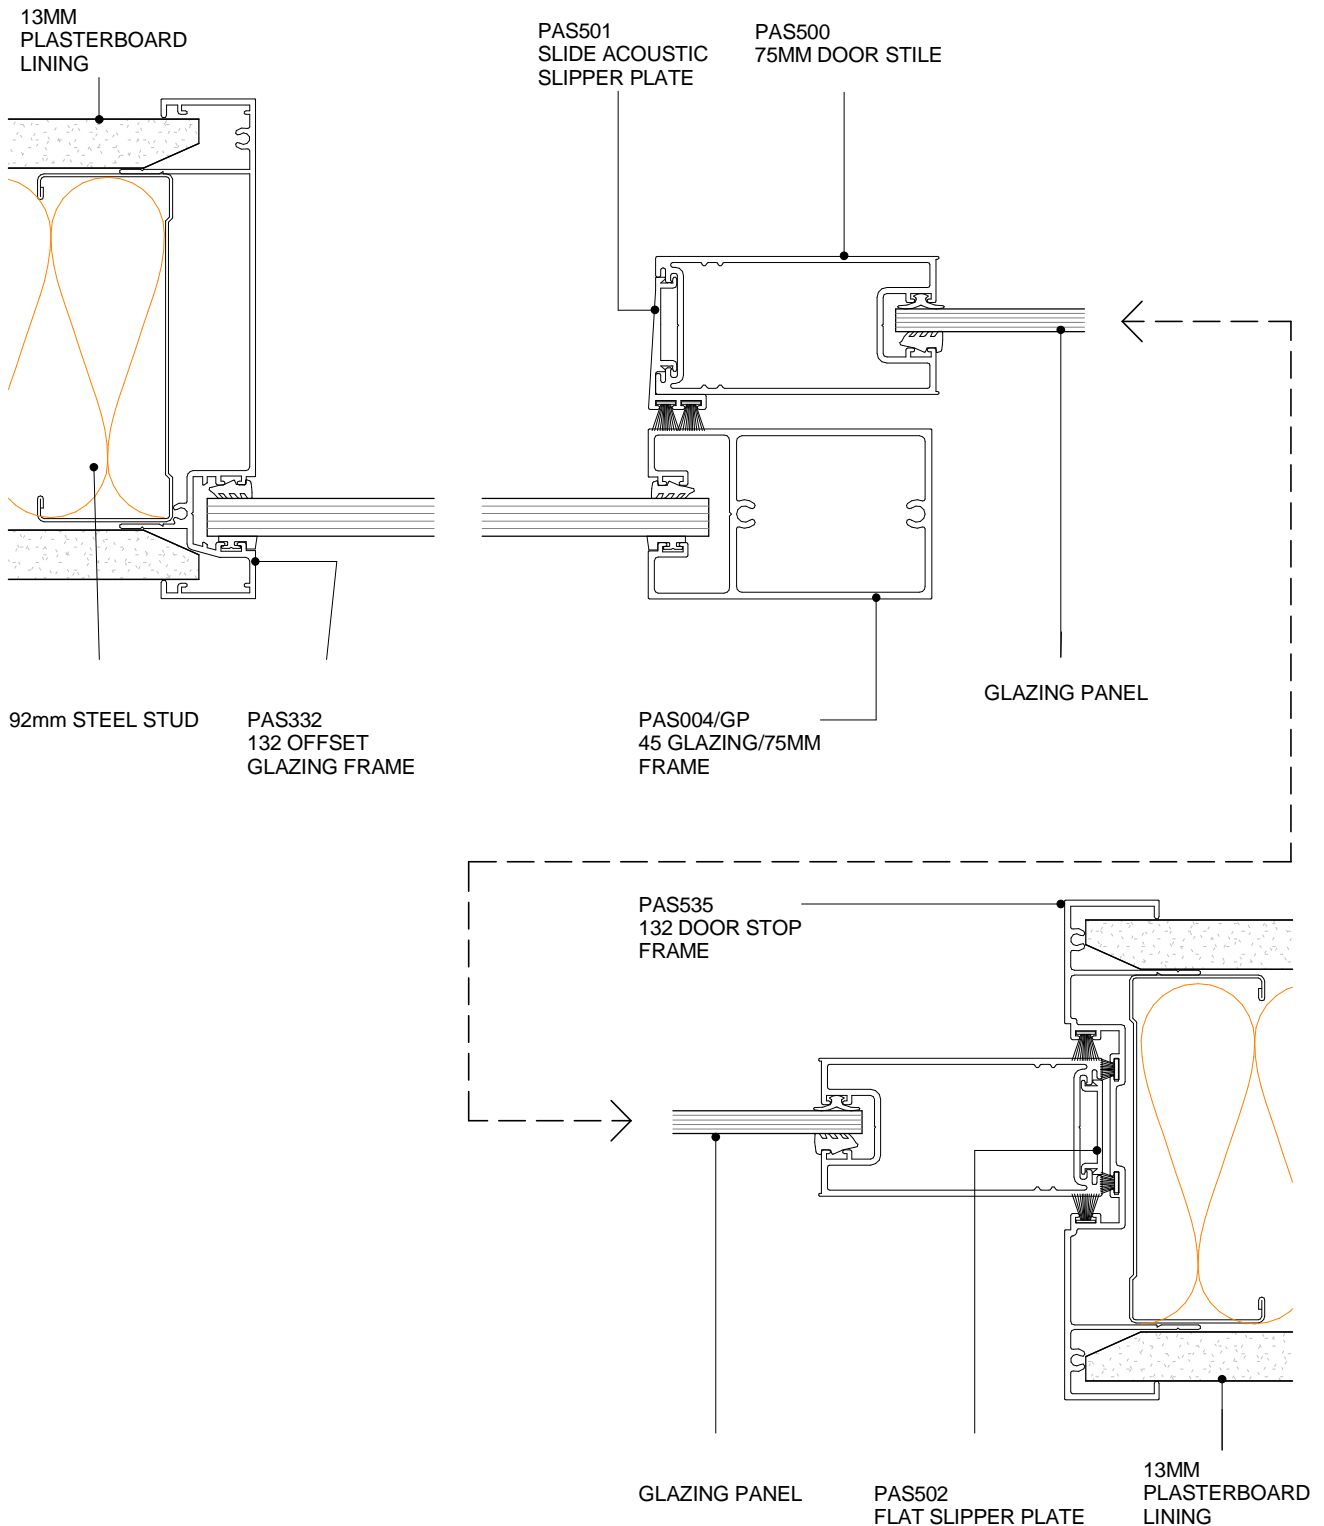 13MM
PLASTERBOARD
LINING
PAS501
SLIDE ACOUSTIC
SLIPPER PLATE
PAS500
75MM DOOR STILE
92mm STEEL STUD
PAS332
132 OFFSET
GLAZING FRAME
PAS004/GP
45 GLAZING/75MM
FRAME
GLAZING PANEL
PAS535
132 DOOR STOP
FRAME
GLAZING PANEL
PAS502
FLAT SLIPPER PLATE
13MM
PLASTERBOARD
LINING